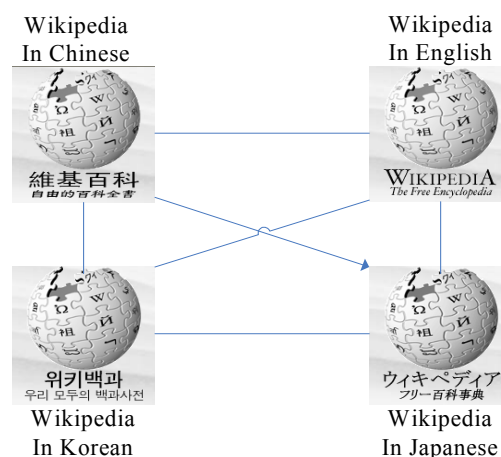 Wikipedia
In Chinese
Wikipedia
In English
維基百科
自由的百科全書
WIKIPEDIA
The Free Encyclopedia
위키백과
우리 모두의 백과사전
ウィキペディア
フリー百科事典
Wikipedia
In Korean
Wikipedia
In Japanese